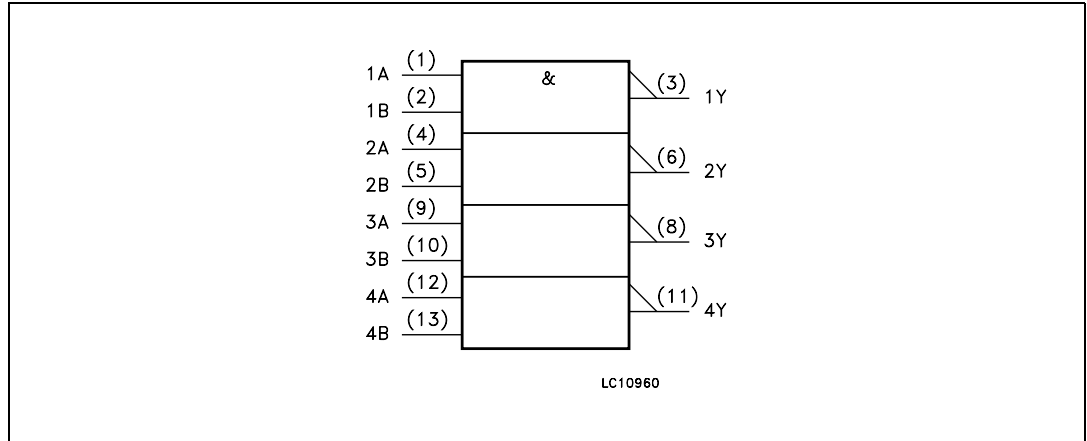 1A (1) & (3) 1Y
1B (2)
2A (4) (6) 2Y
2B (5)
3A (9) (8) 3Y
3B (10)
4A (12) (11) 4Y
4B (13)
LC10960